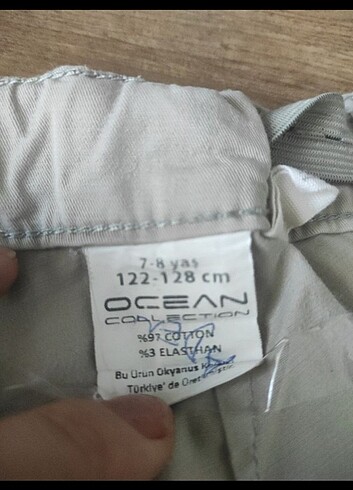 7-8 yaş
122-128 cm
OCEAN
COLLECTION
%97 COTTON
%3 ELASTHAN
Bu Ürün Okyanus
Türkiye' de